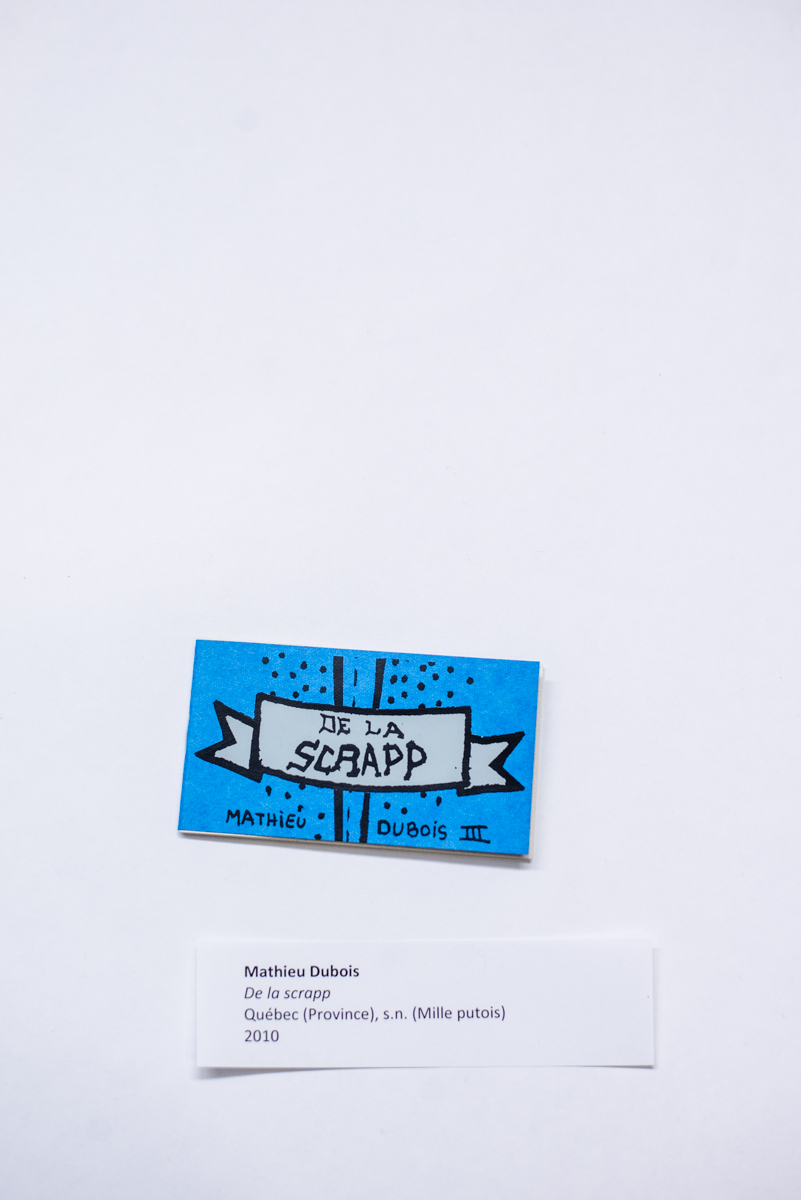 DE LA
SCRAPP
MATHIEU DUBOIS III
Mathieu Dubois
De la scrapp
Québec (Province), s.n. (Mille putois)
2010